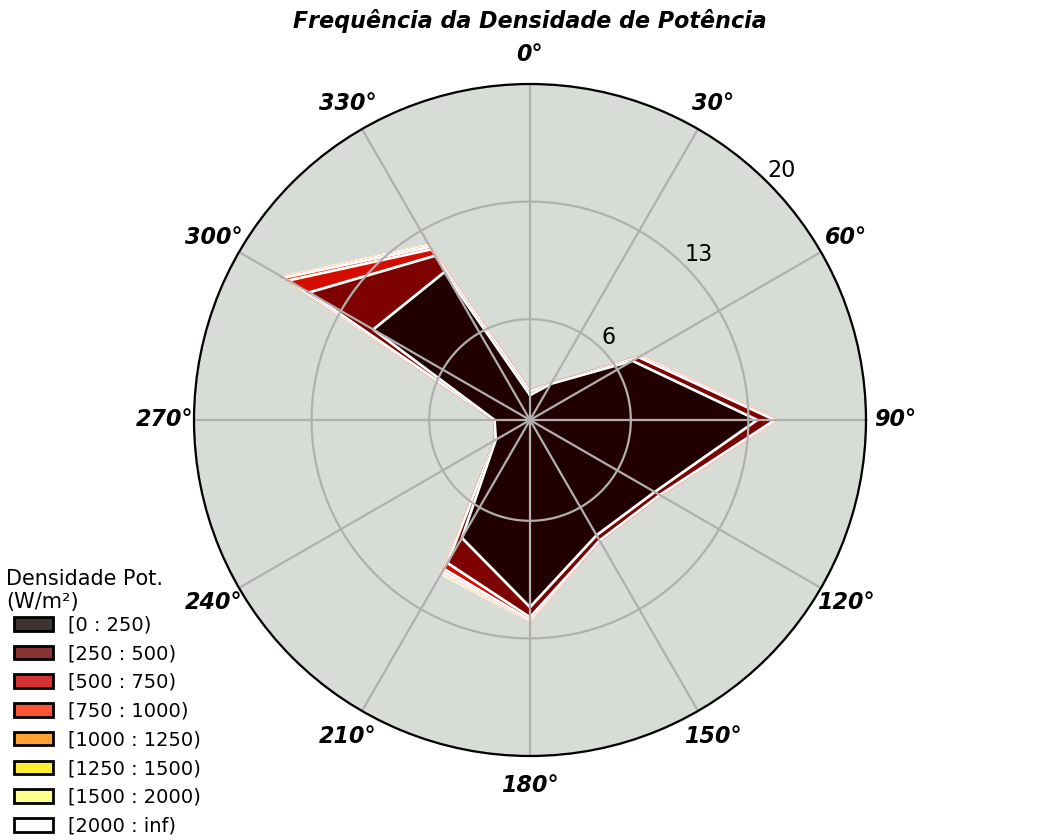 Frequência da Densidade de Potência
0°
330°
30°
20
300°
60°
13
6
270°
90°
240°
120°
210°
150°
180°
Densidade Pot.
(W/m²)
[0 : 250)
[250 : 500)
[500 : 750)
[750 : 1000)
[1000 : 1250)
[1250 : 1500)
[1500 : 2000)
[2000 : inf)